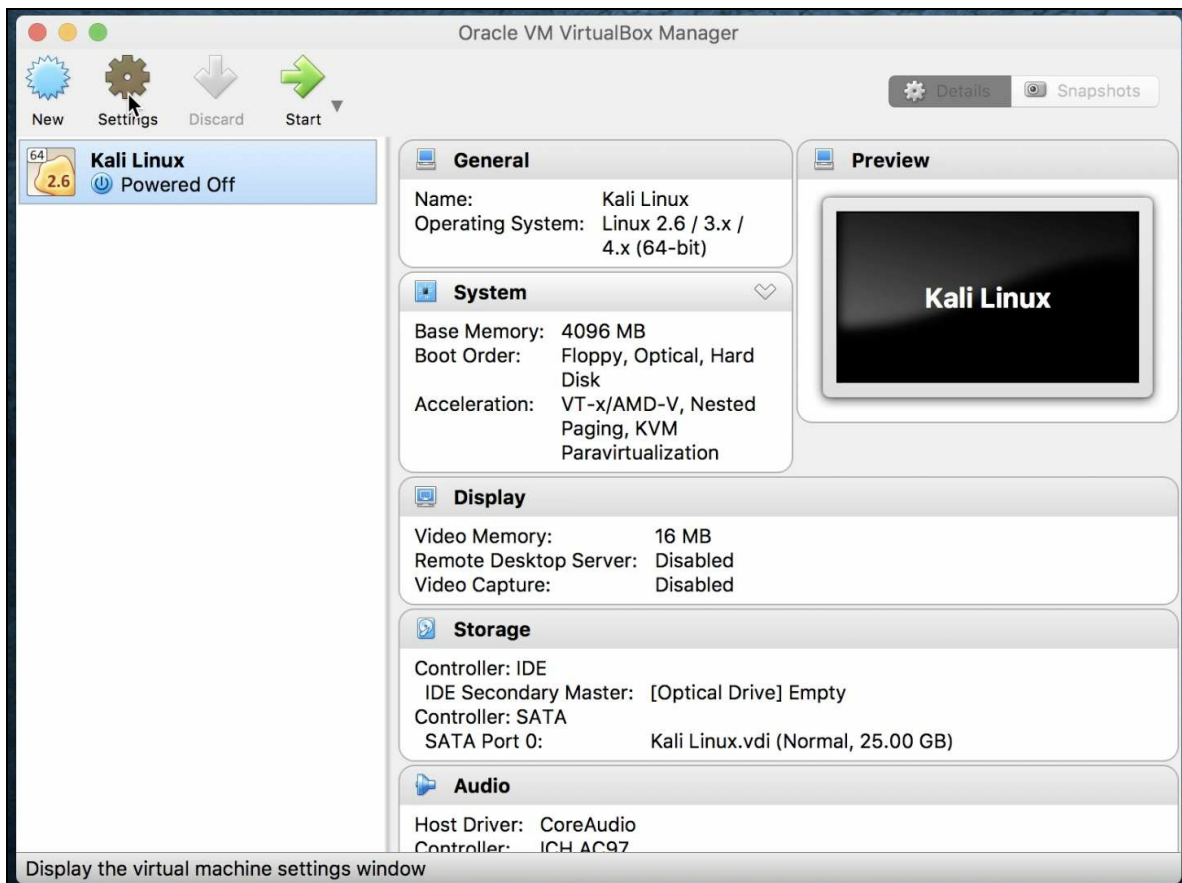 Oracle VM VirtualBox Manager
New Settings Discard Start
Details Snapshots
64
2.6
Kali Linux
Powered Off
General
Name: Kali Linux
Operating System: Linux 2.6 / 3.x /
4.x (64-bit)
Preview
Kali Linux
System
Base Memory: 4096 MB
Boot Order: Floppy, Optical, Hard
Disk
Acceleration: VT-x/AMD-V, Nested
Paging, KVM
Paravirtualization
Display
Video Memory: 16 MB
Remote Desktop Server: Disabled
Video Capture: Disabled
Storage
Controller: IDE
IDE Secondary Master: [Optical Drive] Empty
Controller: SATA
SATA Port 0: Kali Linux.vdi (Normal, 25.00 GB)
Audio
Host Driver: CoreAudio
Controller: ICH AC97
Display the virtual machine settings window